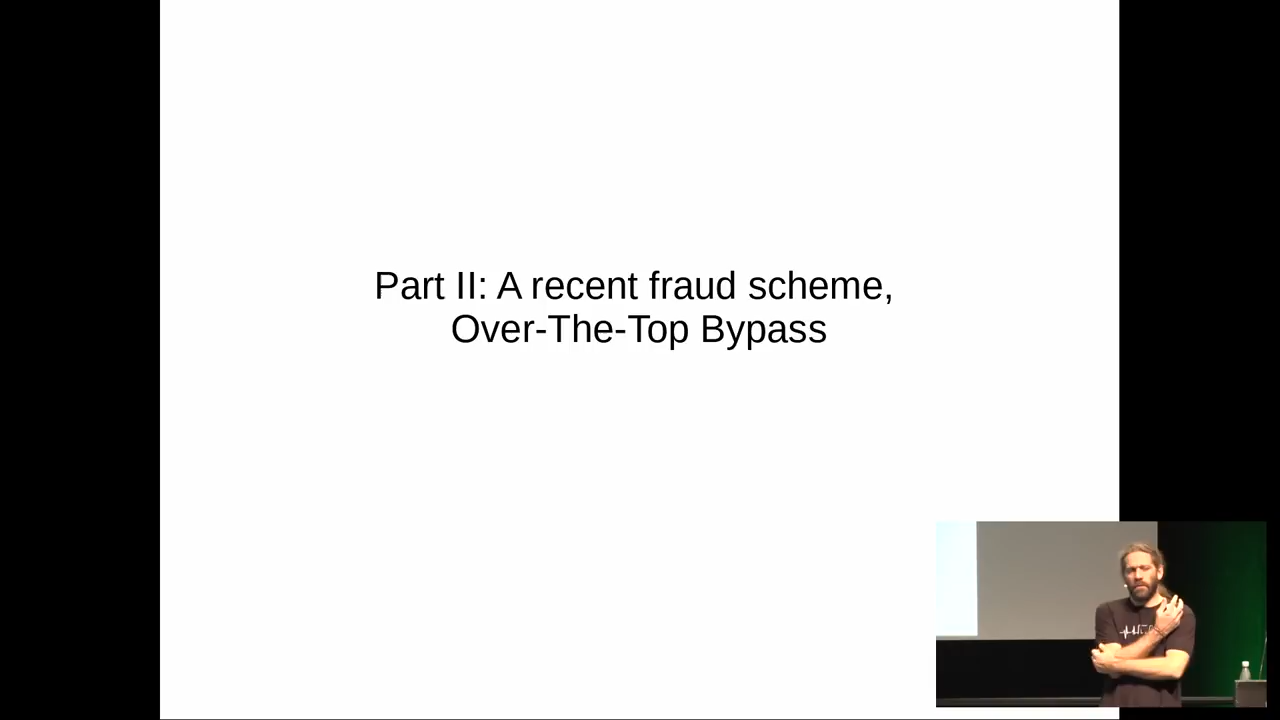 Part II: A recent fraud scheme,
Over-The-Top Bypass